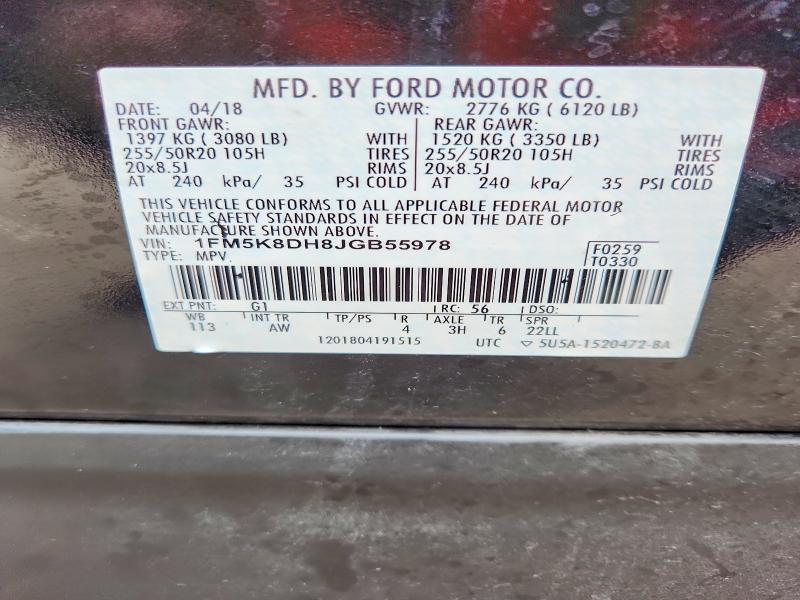 MFD. BY FORD MOTOR CO.
DATE: 04/18 GVWR: 2776 KG ( 6120 LB)
FRONT GAWR: REAR GAWR:
1397 KG ( 3080 LB) WITH 1520 KG ( 3350 LB) WITH
255/50R20 105H TIRES 255/50R20 105H TIRES
20x8.5J RIMS 20x8.5J RIMS
AT 240 kPa/ 35 PSI COLD AT 240 kPa/ 35 PSI COLD
THIS VEHICLE CONFORMS TO ALL APPLICABLE FEDERAL MOTOR
VEHICLE SAFETY STANDARDS IN EFFECT ON THE DATE OF
MANUFACTURE SHOWN ABOVE.
VIN: 1FM5K8DH8JGB55978 F0259
TYPE: MPV T0330
EXT PNT: G1 RC: 56 DSO:
WB INT TR TP/PS R AXLE TR SPR
113 AW 4 3H 6 22LL
1201804191515 UTC ▽ 5U5A-1520472-BA